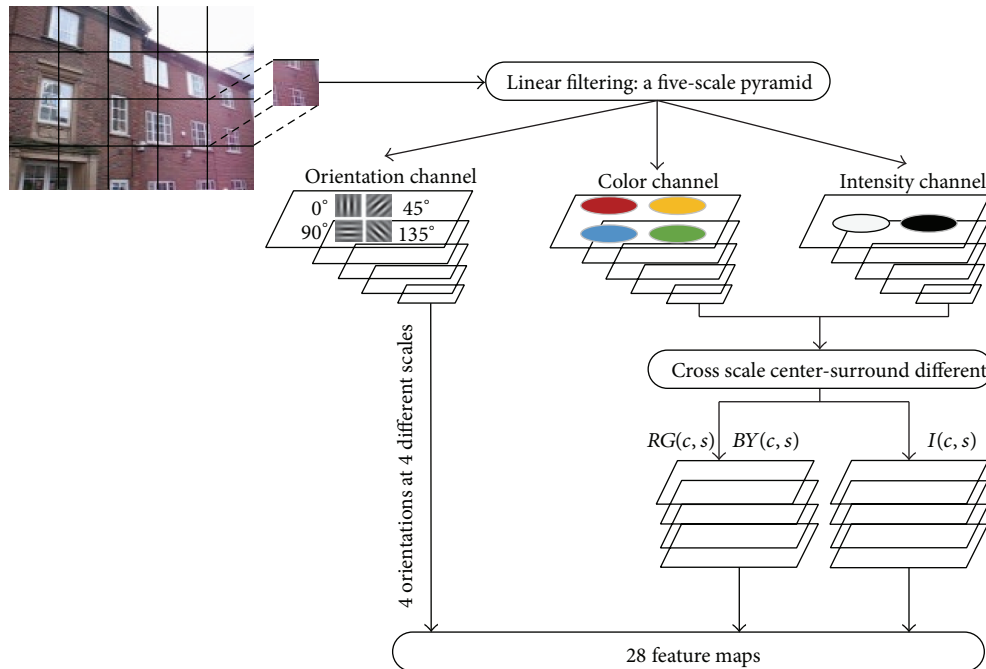 Linear filtering: a five-scale pyramid
Orientation channel
Color channel
Intensity channel
0°
45°
90°
135°
4 orientations at 4 different scales
Cross scale center-surround different
RG(c, s)
BY(c, s)
I(c, s)
28 feature maps